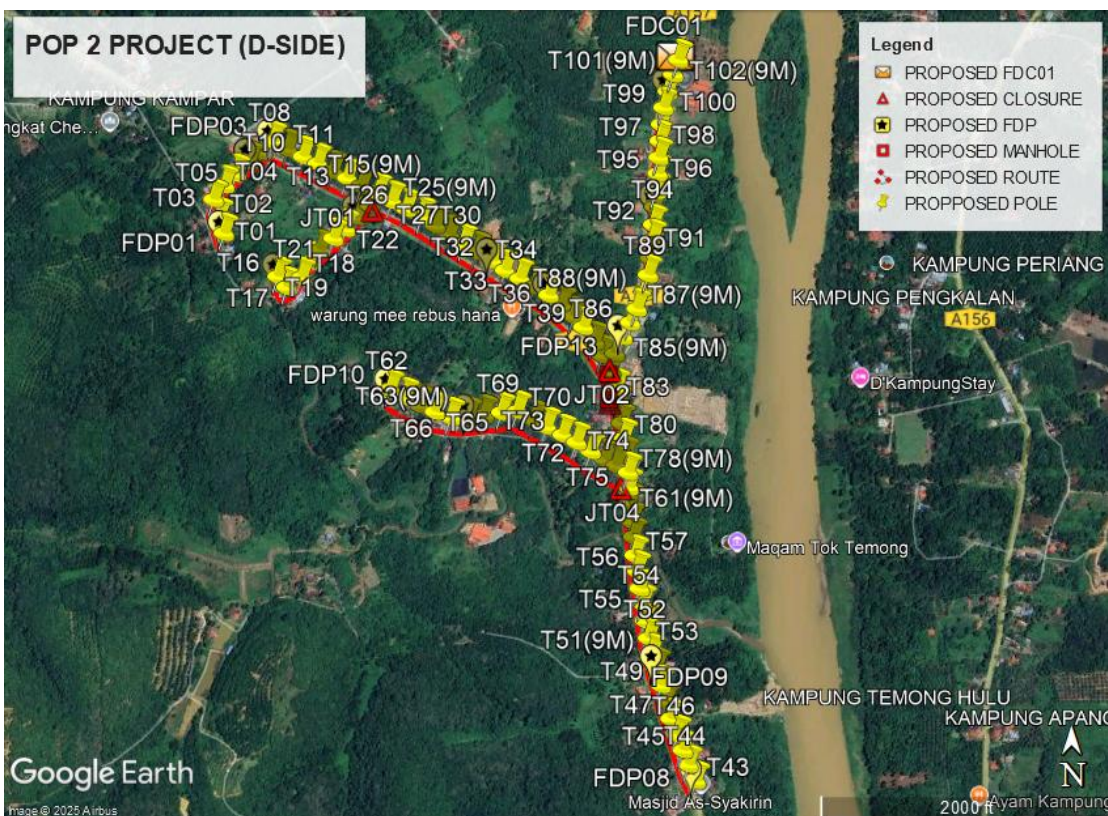 POP 2 PROJECT (D-SIDE)
FDC01
T101(9M)
T102(9M)
T99
T100
T97
T98
T95
T96
T94
T92
T91
T89
Legend
PROPOSED FDC01
PROPOSED CLOSURE
PROPOSED FDP
PROPOSED MANHOLE
PROPOSED ROUTE
PROPPOSED POLE
KAMPUNG KAMPAR
ngkat Che...
T08
FDP03
T10
T11
T05
T04
T13
T15(9M)
T03
T02
T26
T25(9M)
JT01
T27
T30
FDP01
T01
T22
T16
T21
T18
T32
T34
T17
T19
T33
T36
T88(9M)
T87(9M)
warung mee rebus hana
T39
T86
FDP13
T85(9M)
KAMPUNG PERIANG
KAMPUNG PENGKALAN
A156
D'KampungStay
T62
FDP10
T63(9M)
T69
T70
JT02
T83
T66
T65
T73
T80
T72
T74
T78(9M)
T75
T61(9M)
JT04
T57
Maqam Tok Temong
T56
T54
T55
T52
T53
T51(9M)
T49
FDP09
T47
T46
KAMPUNG TEMONG HULU
KAMPUNG APANG
T45
T44
FDP08
T43
Masjid As-Syakirin
N
2000 ft
Ayam Kampung
Google Earth
Image © 2025 Airbus